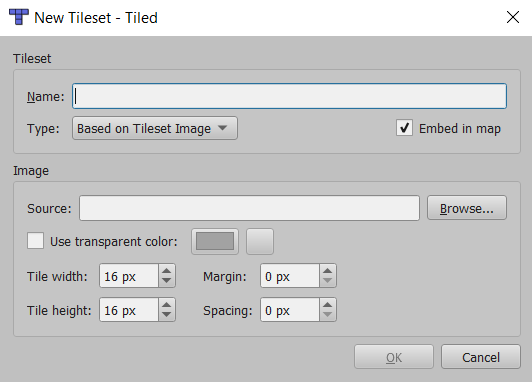 New Tileset - Tiled
Tileset
Name:
Type: Based on Tileset Image Embed in map
Image
Source: Browse...
Use transparent color:
Tile width: 16 px Margin: 0 px
Tile height: 16 px Spacing: 0 px
OK Cancel